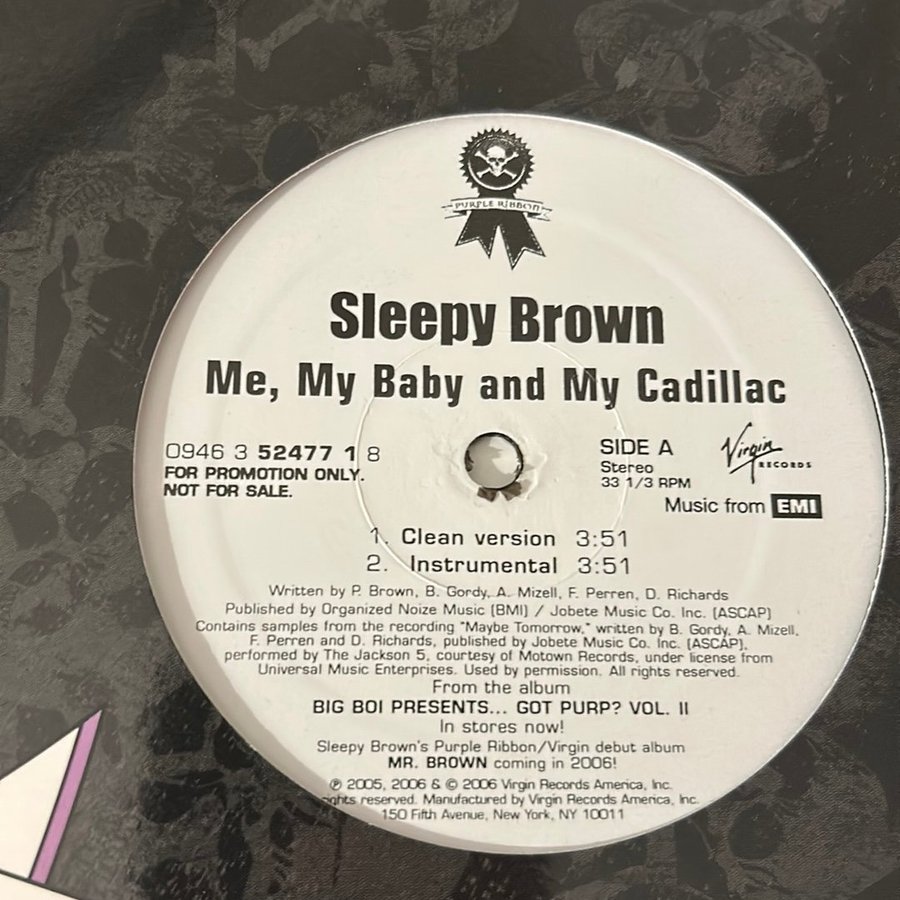 PURPLE RIBBON
Sleepy Brown
Me, My Baby and My Cadillac
0946 3 52477 1 8
FOR PROMOTION ONLY.
NOT FOR SALE.
SIDE A
Stereo
33 1/3 RPM
Virgin
RECORDS
Music from EMI
1. Clean version 3:51
2. Instrumental 3:51
Written by P. Brown, B. Gordy, A. Mizell, F. Perren, D. Richards
Published by Organized Noize Music (BMI) / Jobete Music Co. Inc. (ASCAP)
Contains samples from the recording "Maybe Tomorrow," written by B. Gordy, A. Mizell,
F. Perren and D. Richards, published by Jobete Music Co. Inc. (ASCAP),
performed by The Jackson 5, courtesy of Motown Records, under license from
Universal Music Enterprises. Used by permission. All rights reserved.
From the album
BIG BOI PRESENTS... GOT PURP? VOL. II
In stores now!
Sleepy Brown's Purple Ribbon/Virgin debut album
MR. BROWN coming in 2006!
℗ 2005, 2006 & © 2006 Virgin Records America, Inc.
reserved. Manufactured by Virgin Records America, Inc.
150 Fifth Avenue, New York, NY 10011